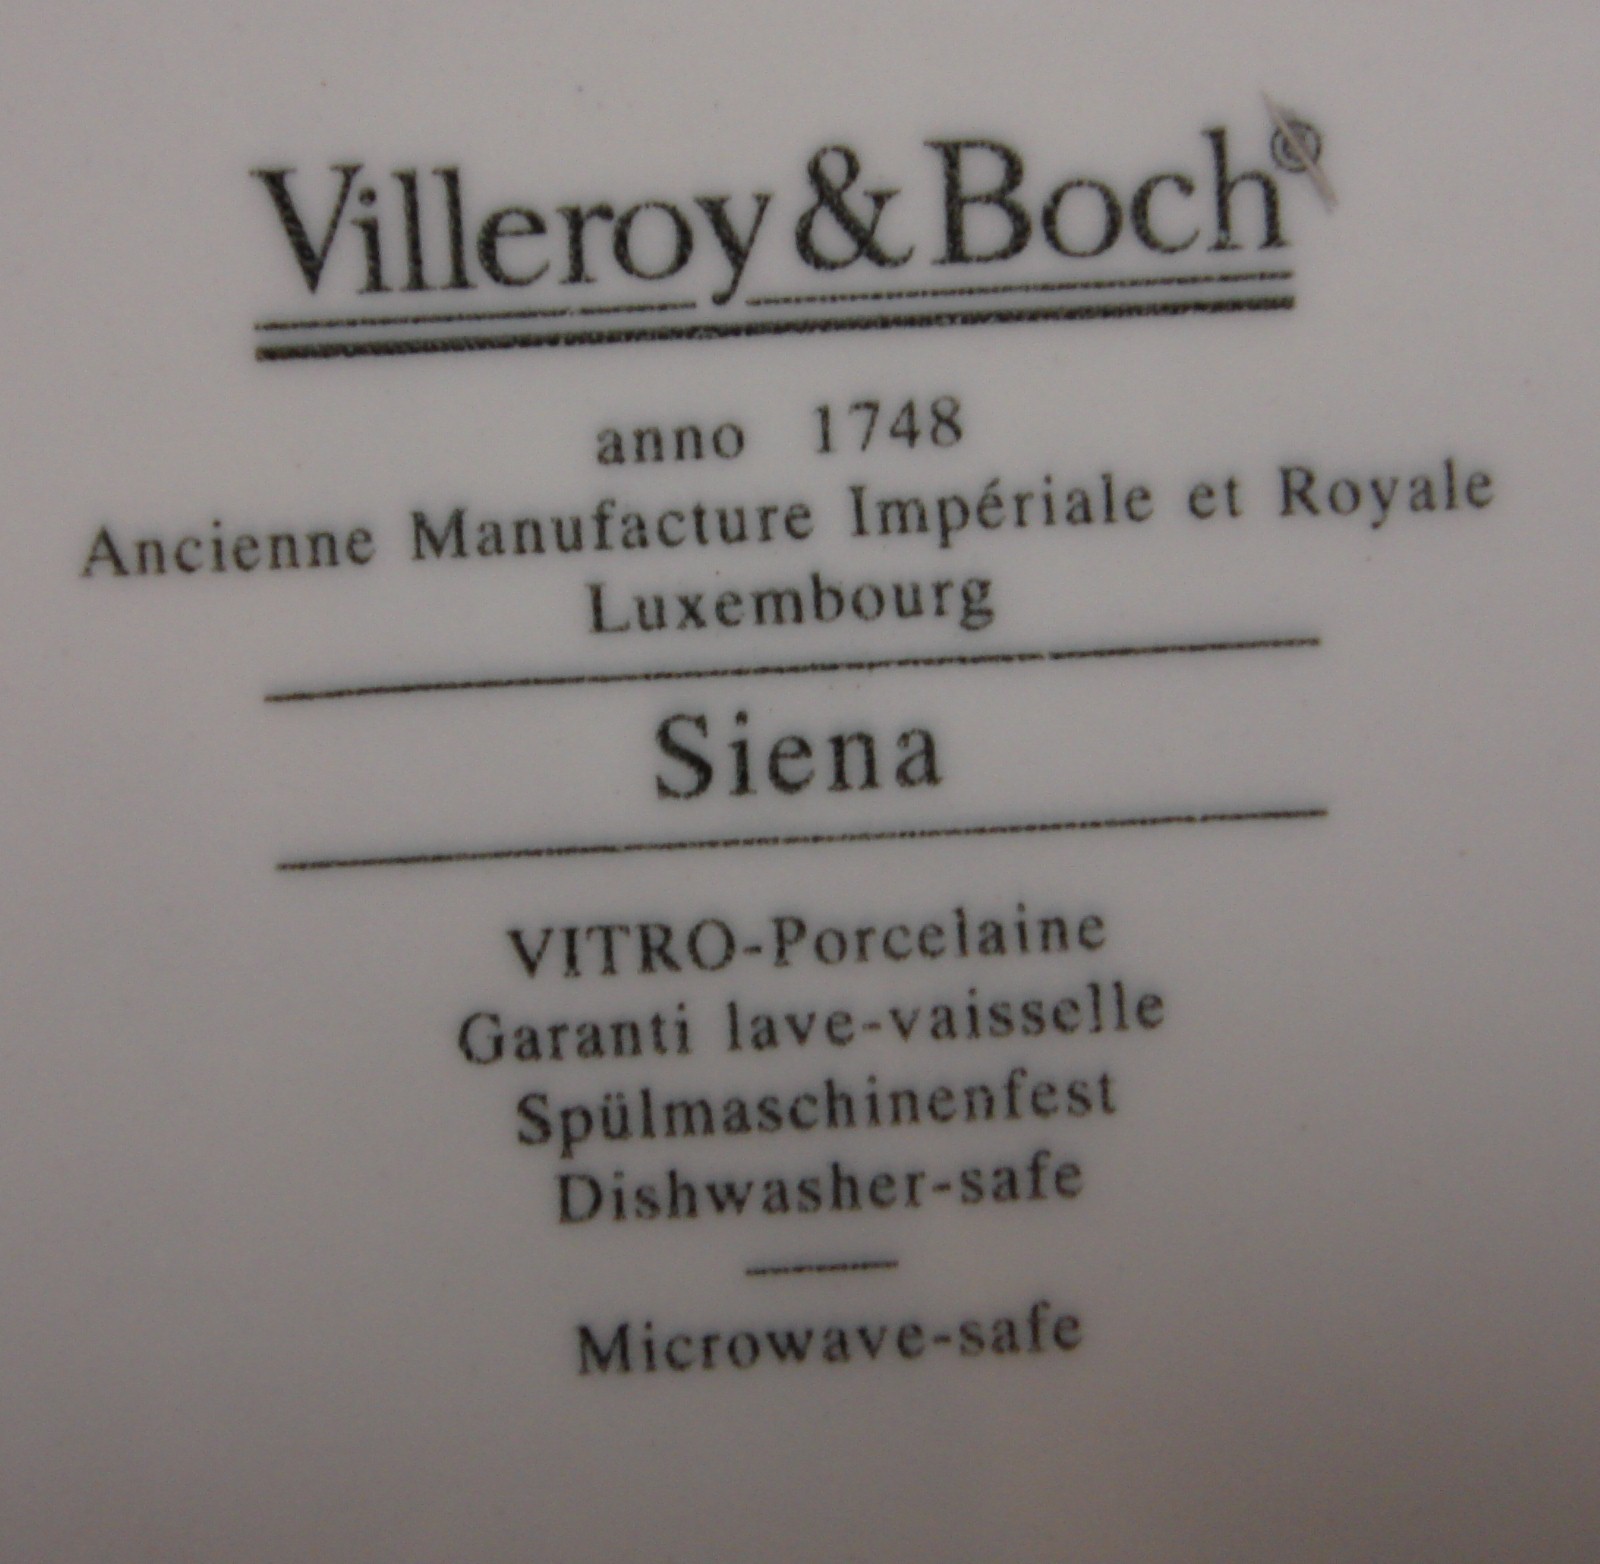 Villeroy & Boch®
anno 1748
Ancienne Manufacture Impériale et Royale
Luxembourg
Siena
VITRO-Porcelaine
Garanti lave-vaisselle
Spülmaschinenfest
Dishwasher-safe
Microwave-safe